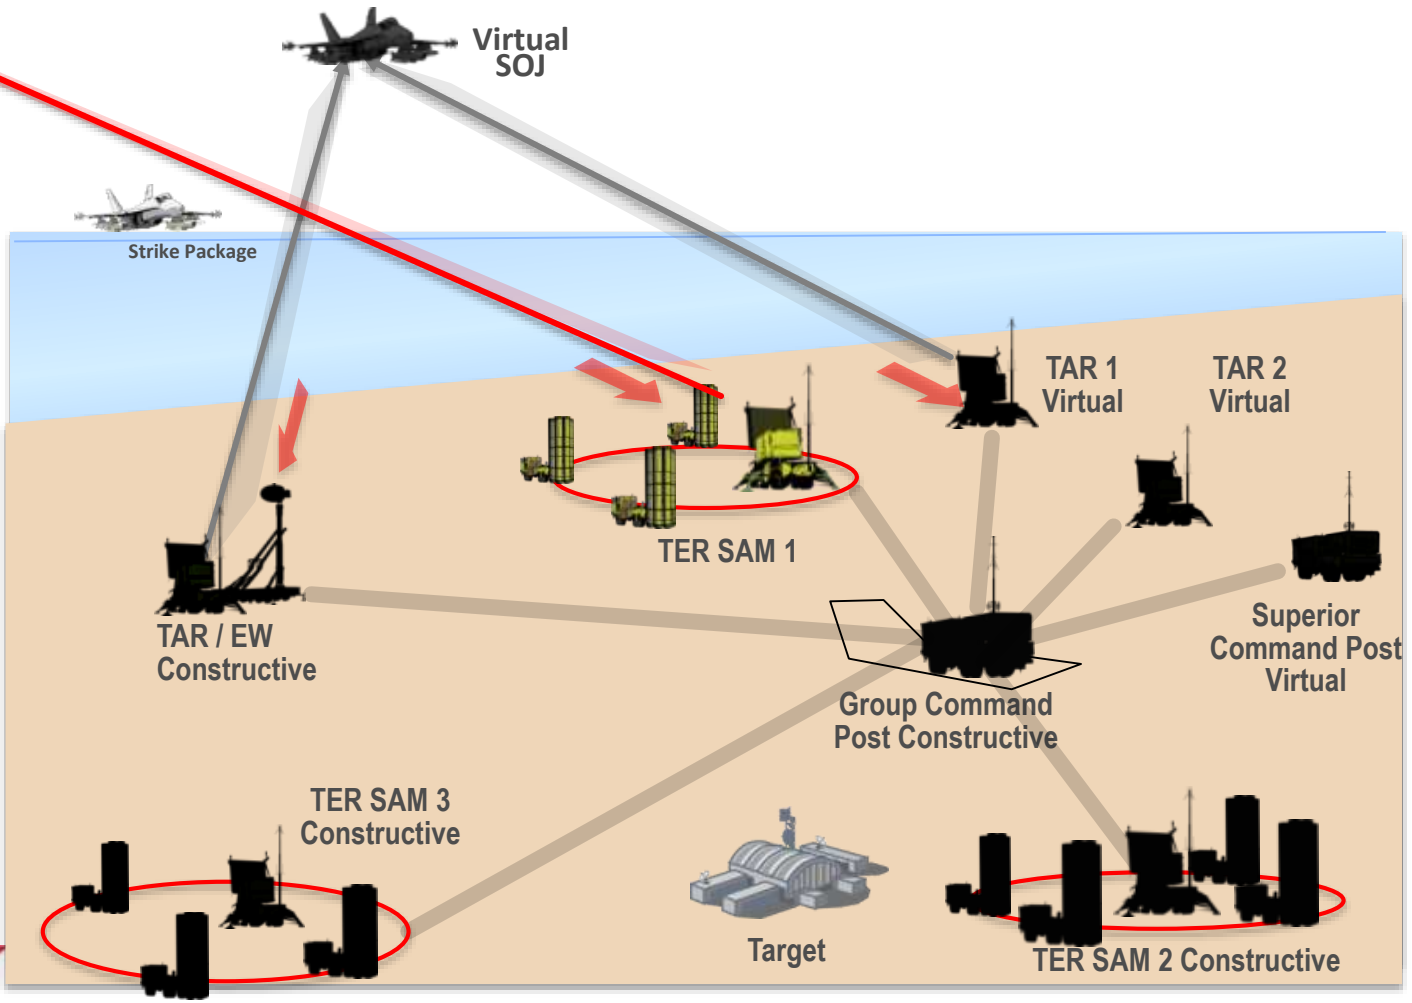 Virtual
SOJ
Strike Package
TAR 1
Virtual
TAR 2
Virtual
TER SAM 1
TAR / EW
Constructive
Superior
Command Post
Virtual
Group Command
Post Constructive
TER SAM 3
Constructive
Target
TER SAM 2 Constructive